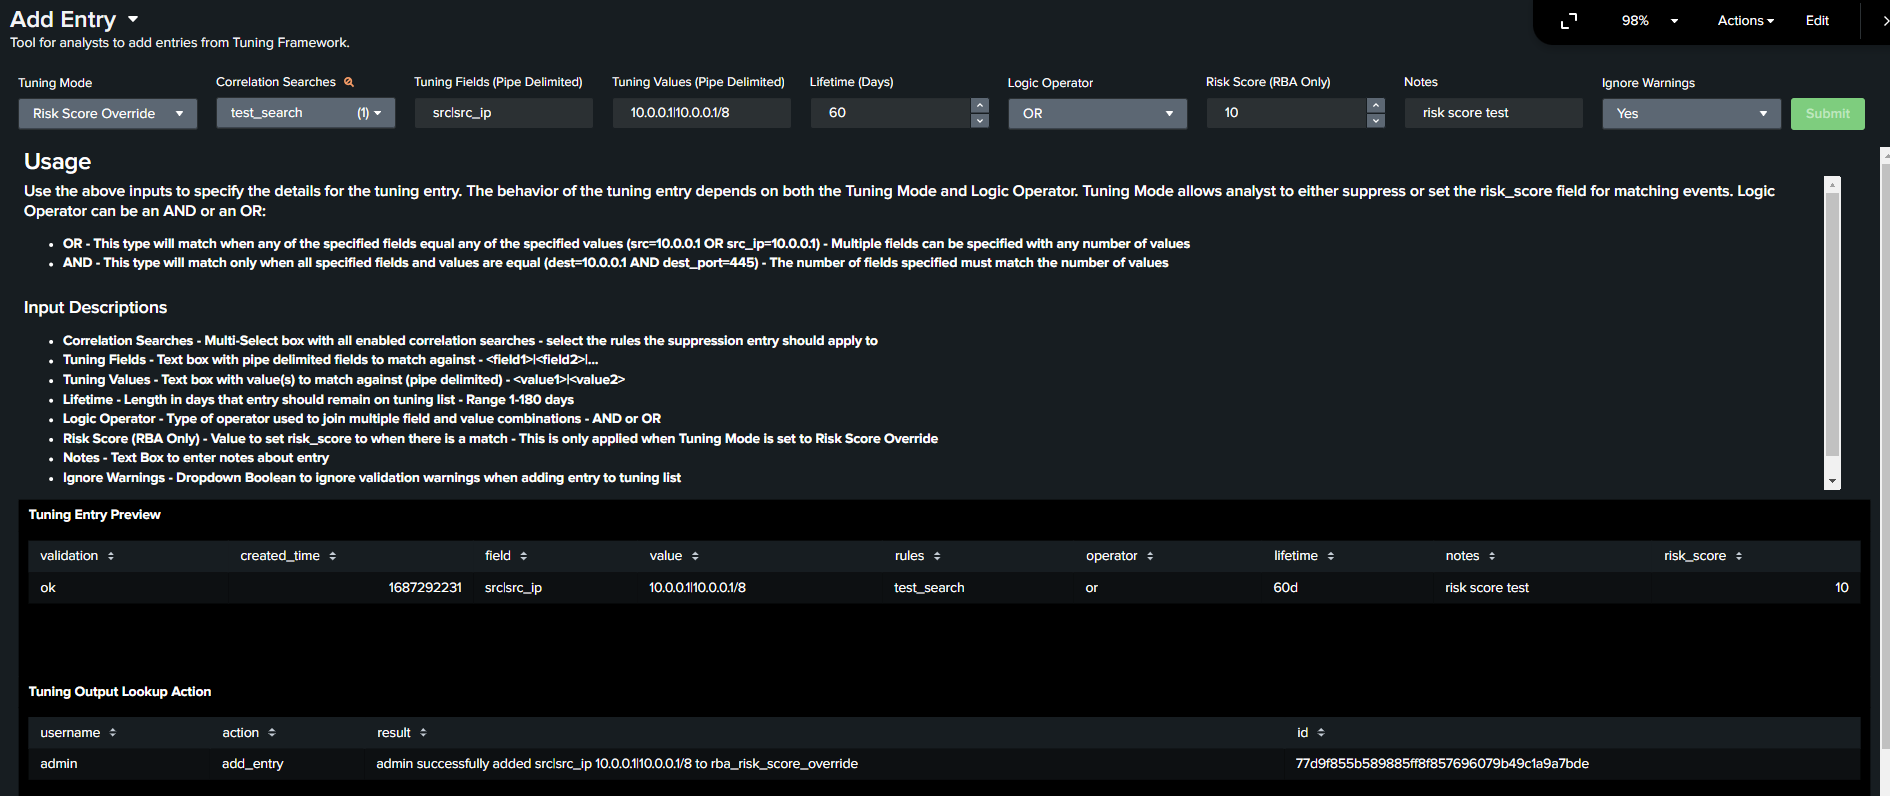 Add Entry
Tool for analysts to add entries from Tuning Framework.
98%
Actions
Edit
Tuning Mode
Correlation Searches
Tuning Fields (Pipe Delimited)
Tuning Values (Pipe Delimited)
Lifetime (Days)
Logic Operator
Risk Score (RBA Only)
Notes
Ignore Warnings
Risk Score Override
test_search (1)
src|src_ip
10.0.0.1|10.0.0.1/8
60
OR
10
risk score test
Yes
Submit
Usage
Use the above inputs to specify the details for the tuning entry. The behavior of the tuning entry depends on both the Tuning Mode and Logic Operator. Tuning Mode allows analyst to either suppress or set the risk_score field for matching events. Logic
Operator can be an AND or an OR:
• OR - This type will match when any of the specified fields equal any of the specified values (src=10.0.0.1 OR src_ip=10.0.0.1) - Multiple fields can be specified with any number of values
• AND - This type will match only when all specified fields and values are equal (dest=10.0.0.1 AND dest_port=445) - The number of fields specified must match the number of values
Input Descriptions
• Correlation Searches - Multi-Select box with all enabled correlation searches - select the rules the suppression entry should apply to
• Tuning Fields - Text box with pipe delimited fields to match against - <field1>|<field2>|...
• Tuning Values - Text box with value(s) to match against (pipe delimited) - <value1>|<value2>
• Lifetime - Length in days that entry should remain on tuning list - Range 1-180 days
• Logic Operator - Type of operator used to join multiple field and value combinations - AND or OR
• Risk Score (RBA Only) - Value to set risk_score to when there is a match - This is only applied when Tuning Mode is set to Risk Score Override
• Notes - Text Box to enter notes about entry
• Ignore Warnings - Dropdown Boolean to ignore validation warnings when adding entry to tuning list
Tuning Entry Preview
validation created_time field value rules operator lifetime notes risk_score
ok 1687292231 src|src_ip 10.0.0.1|10.0.0.1/8 test_search or 60d risk score test 10
Tuning Output Lookup Action
username action result id
admin add_entry admin successfully added src|src_ip 10.0.0.1|10.0.0.1/8 to rba_risk_score_override 77d9f855b589885ff8f857696079b49c1a9a7bde